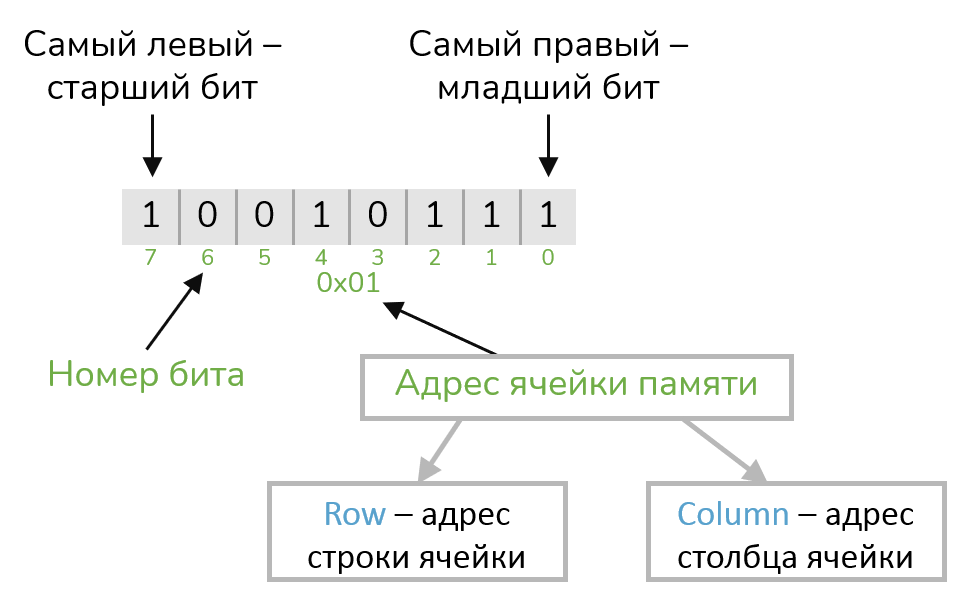 Самый левый –
старший бит
Самый правый –
младший бит
1 0 0 1 0 1 1 1
7 6 5 4 3 2 1 0
0x01
Номер бита
Адрес ячейки памяти
Row – адрес
строки ячейки
Column – адрес
столбца ячейки